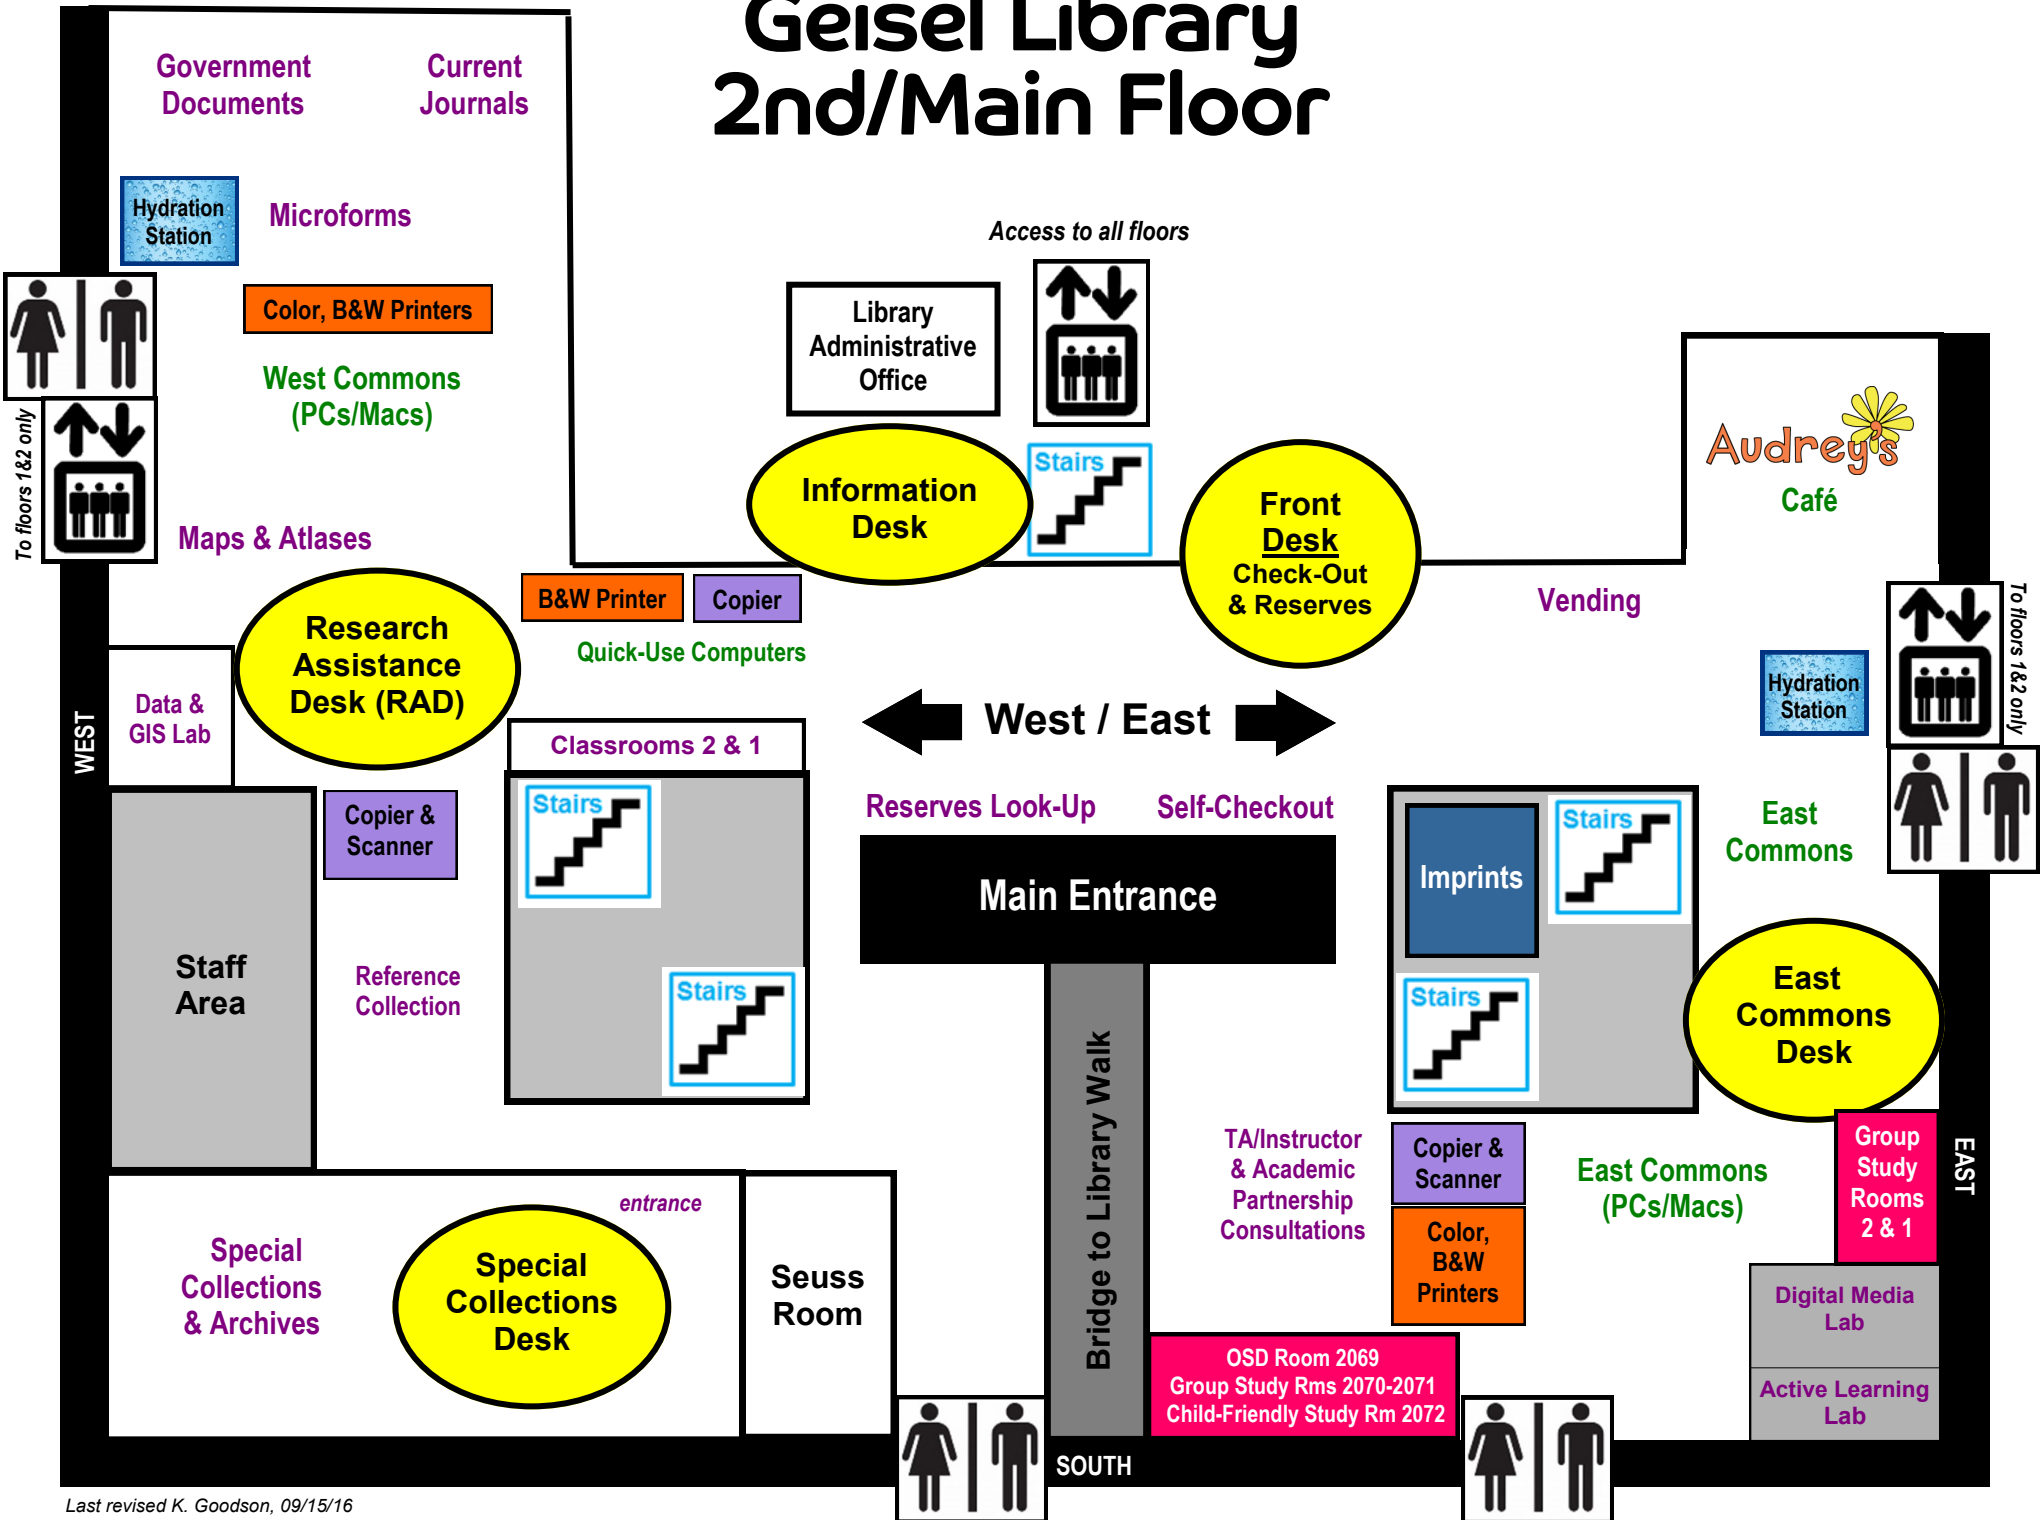 Geisel Library
2nd/Main Floor
Government
Documents
Current
Journals
Hydration
Station
Microforms
Color, B&W Printers
West Commons
(PCs/Macs)
To floors 1&2 only
Maps & Atlases
Access to all floors
Library
Administrative
Office
Information
Desk
Stairs
Front
Desk
Check-Out
& Reserves
Audrey's
Café
Vending
To floors 1&2 only
Hydration
Station
Research
Assistance
Desk (RAD)
B&W Printer
Copier
Quick-Use Computers
Data &
GIS Lab
WEST
West / East
Classrooms 2 & 1
Stairs
Stairs
Copier &
Scanner
Reserves Look-Up
Self-Checkout
Main Entrance
Imprints
Stairs
Stairs
East
Commons
East
Commons
Desk
Staff
Area
Reference
Collection
Bridge to Library Walk
TA/Instructor
& Academic
Partnership
Consultations
Copier &
Scanner
Color,
B&W
Printers
East Commons
(PCs/Macs)
Group
Study
Rooms
2 & 1
EAST
Digital Media
Lab
Active Learning
Lab
entrance
Special
Collections
& Archives
Special
Collections
Desk
Seuss
Room
OSD Room 2069
Group Study Rms 2070-2071
Child-Friendly Study Rm 2072
SOUTH
Last revised K. Goodson, 09/15/16